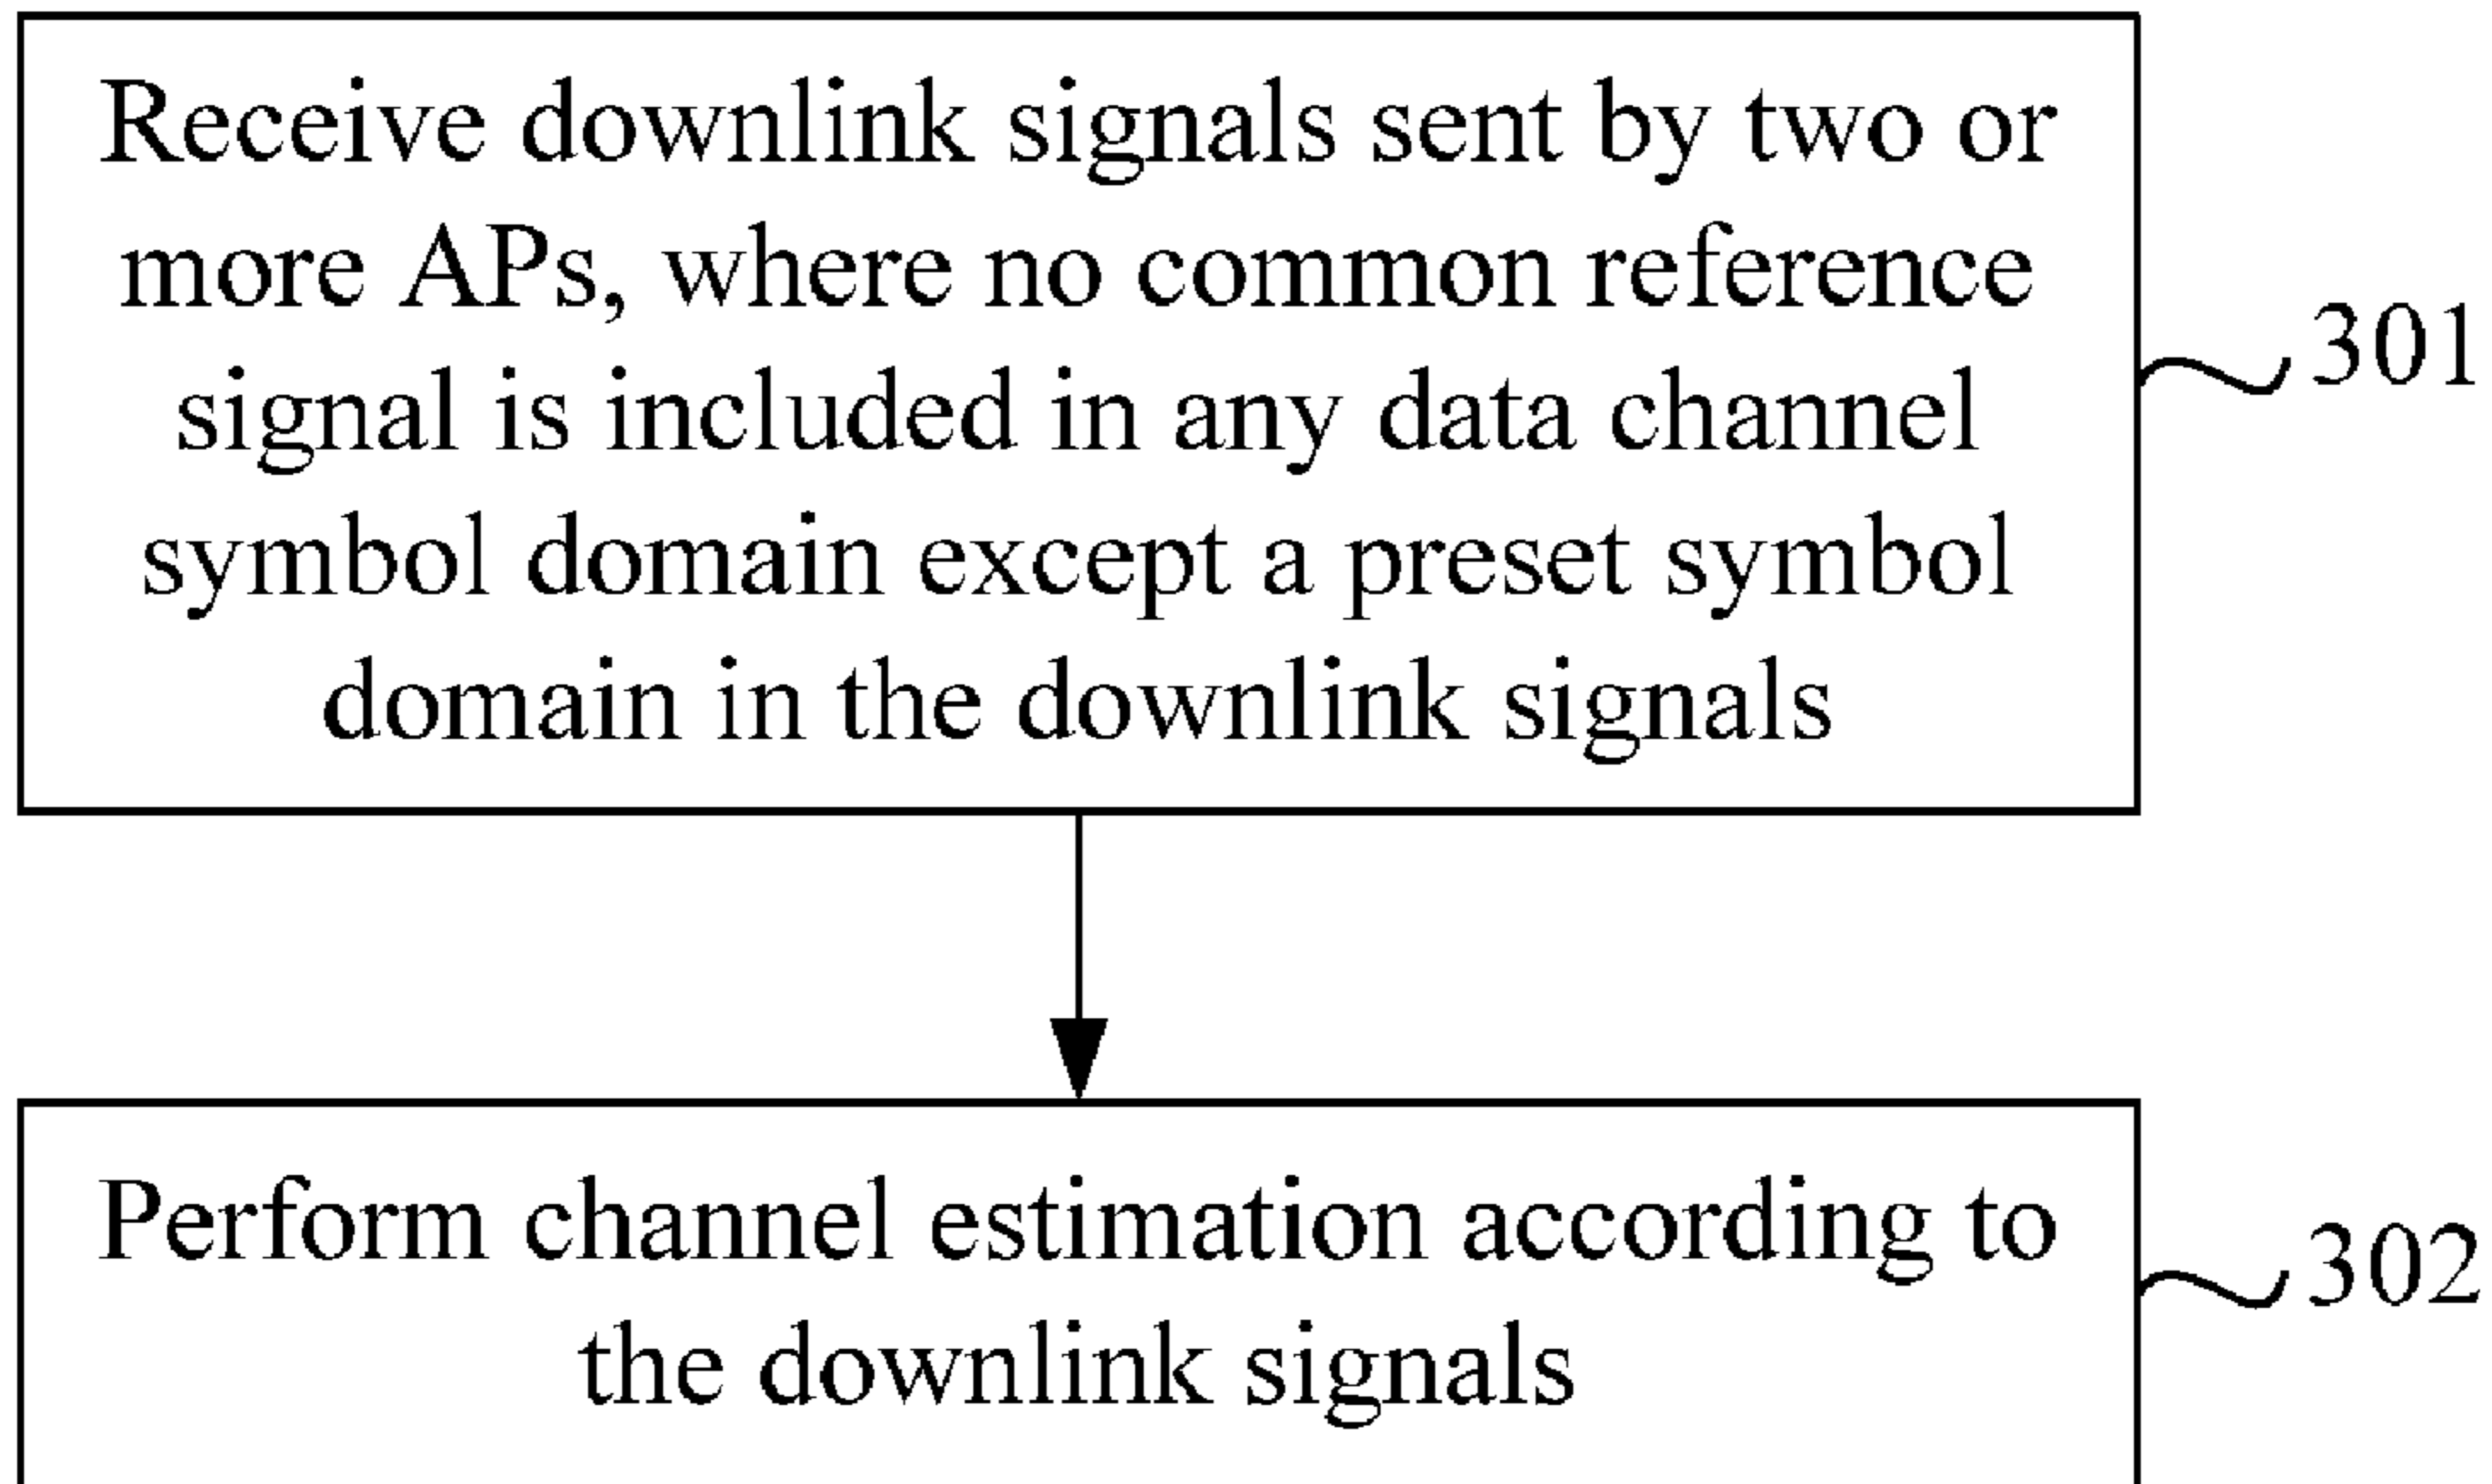 Receive downlink signals sent by two or
more APs, where no common reference
signal is included in any data channel
symbol domain except a preset symbol
domain in the downlink signals
301
Perform channel estimation according to
the downlink signals
302